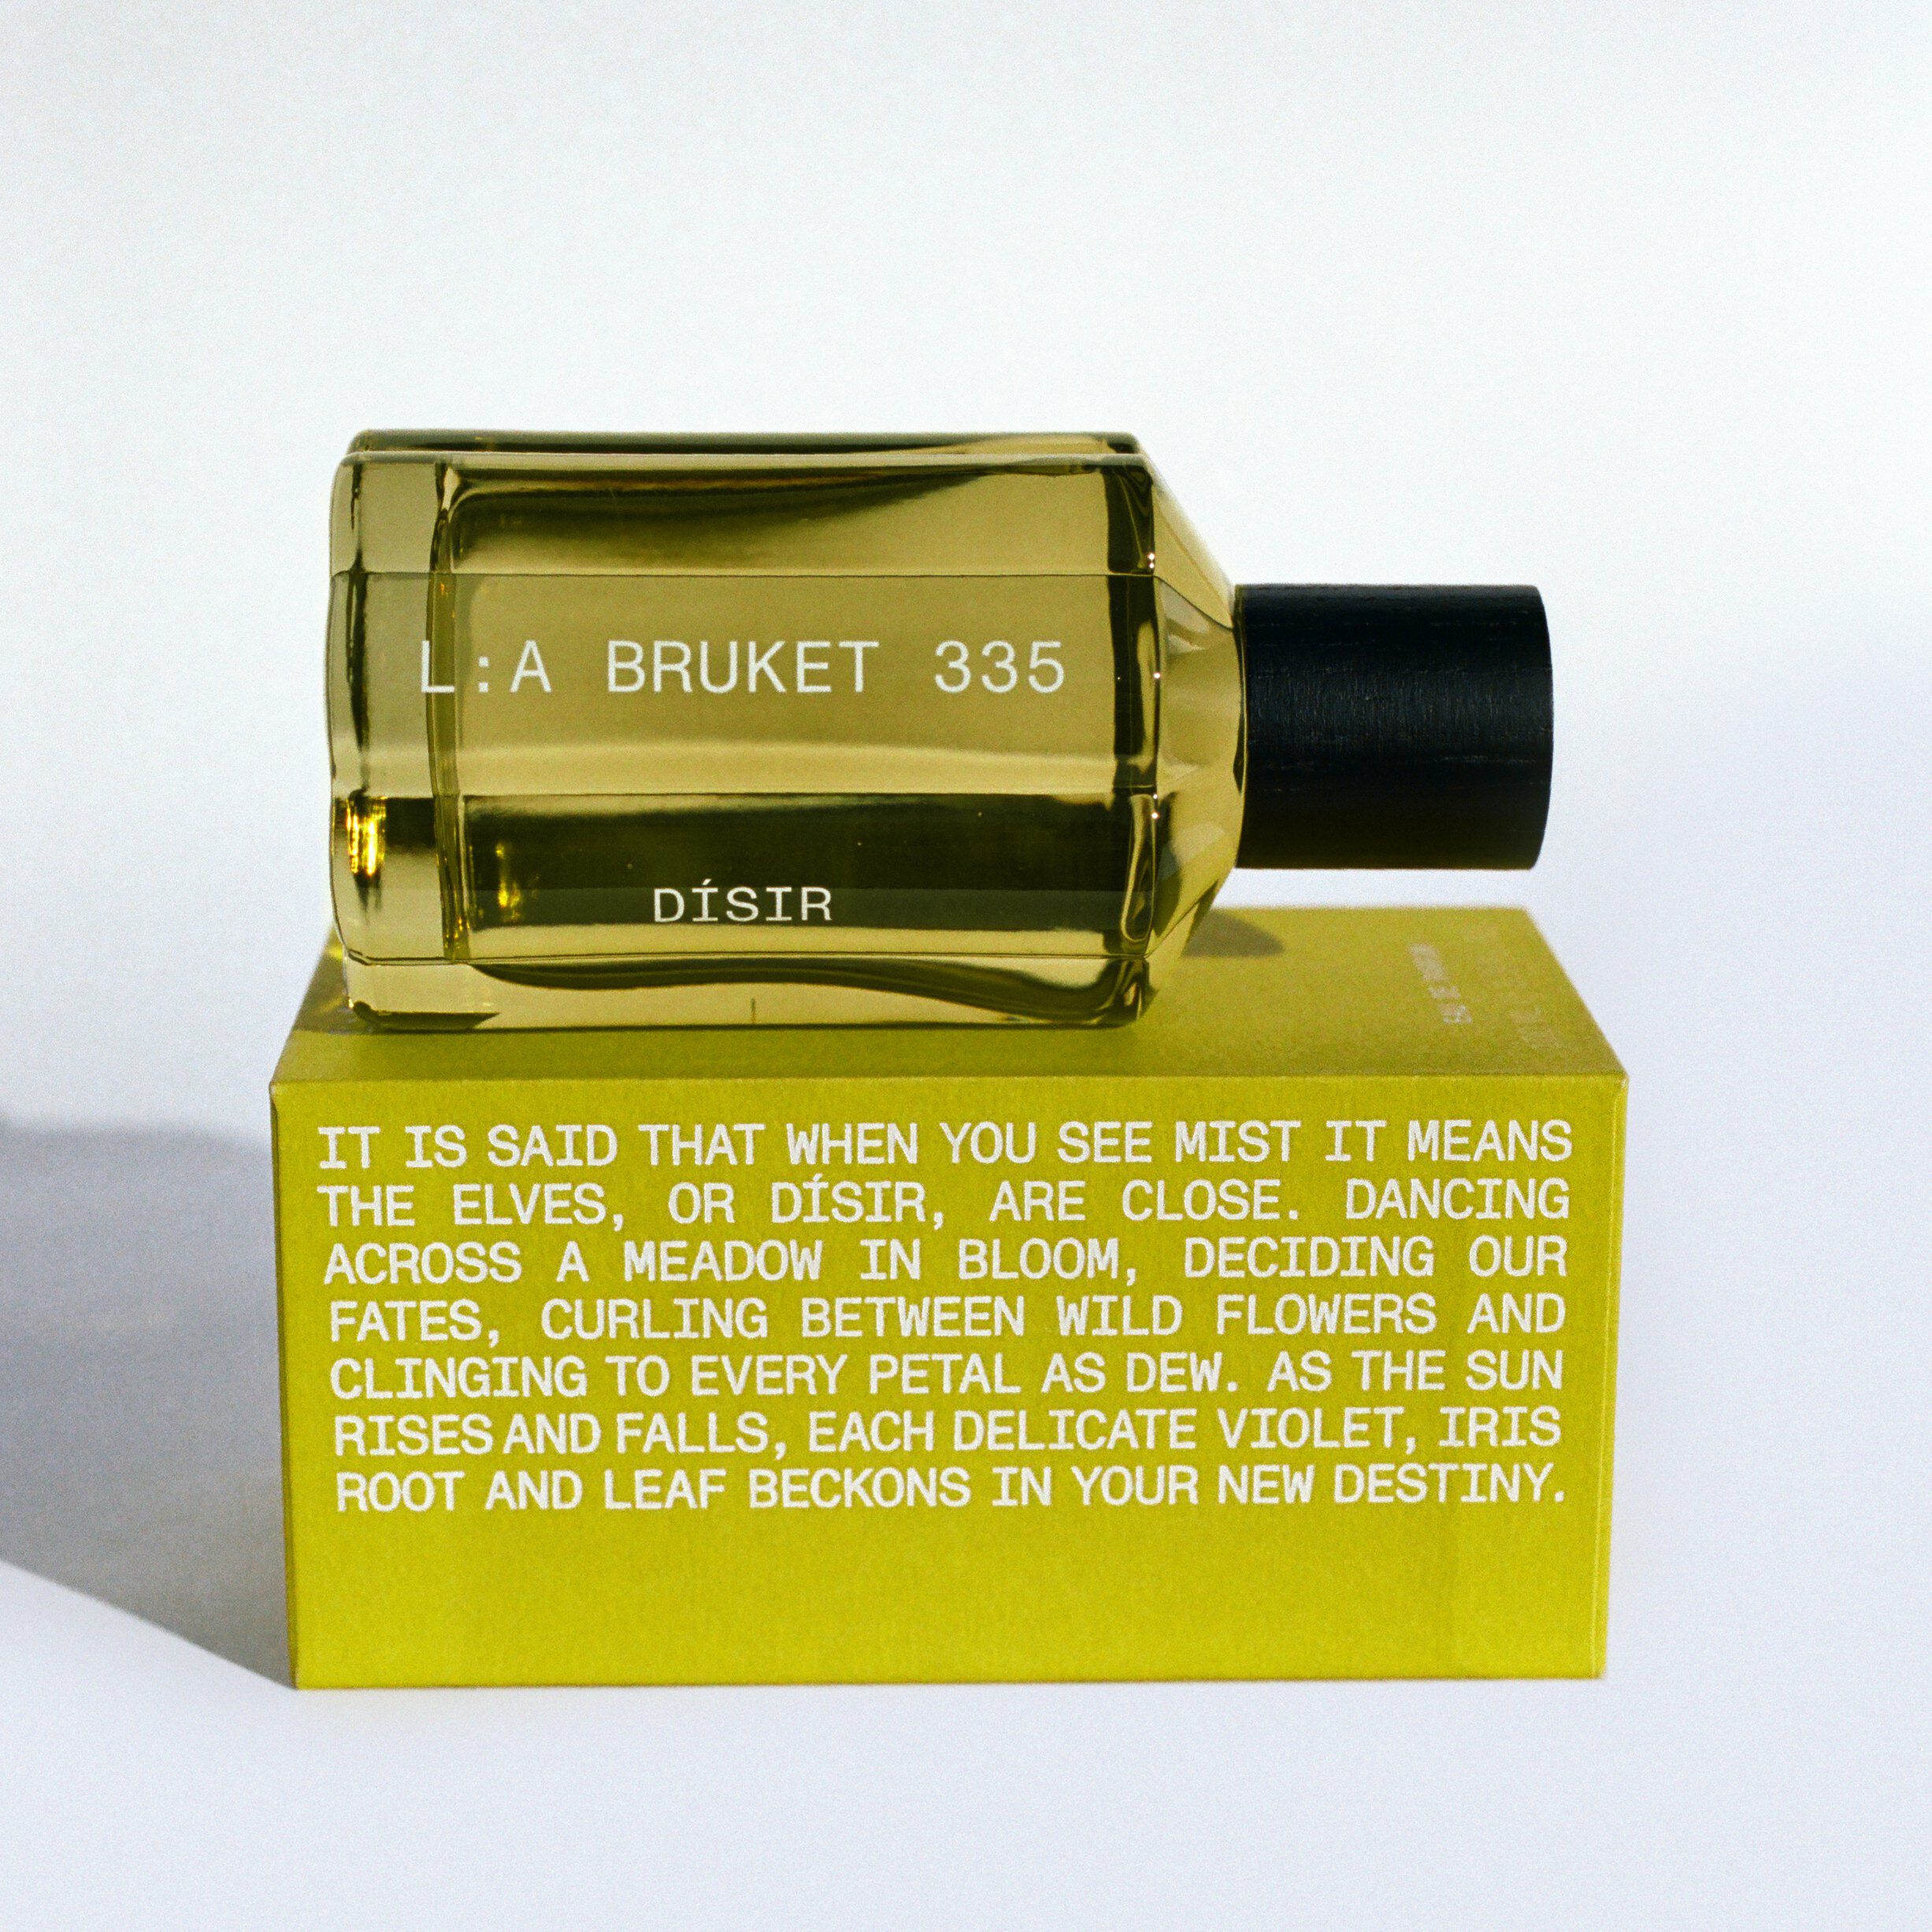 L:A BRUKET 335
DÍSIR
IT IS SAID THAT WHEN YOU SEE MIST IT MEANS
THE ELVES, OR DÍSIR, ARE CLOSE. DANCING
ACROSS A MEADOW IN BLOOM, DECIDING OUR
FATES, CURLING BETWEEN WILD FLOWERS AND
CLINGING TO EVERY PETAL AS DEW. AS THE SUN
RISES AND FALLS, EACH DELICATE VIOLET, IRIS
ROOT AND LEAF BECKONS IN YOUR NEW DESTINY.